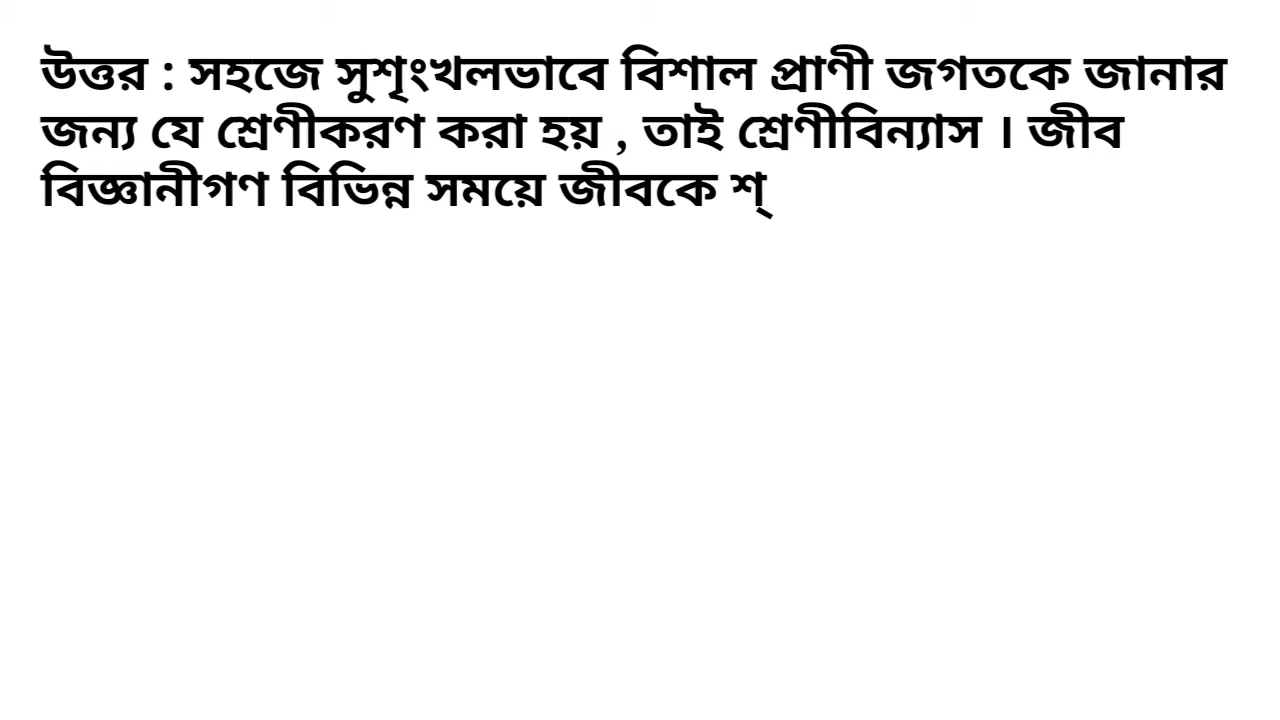 উত্তর : সহজে সুশৃংখলভাবে বিশাল প্রাণী জগতকে জানার
জন্য যে শ্রেণীকরণ করা হয় , তাই শ্রেণীবিন্যাস । জীব
বিজ্ঞানীগণ বিভিন্ন সময়ে জীবকে শ্